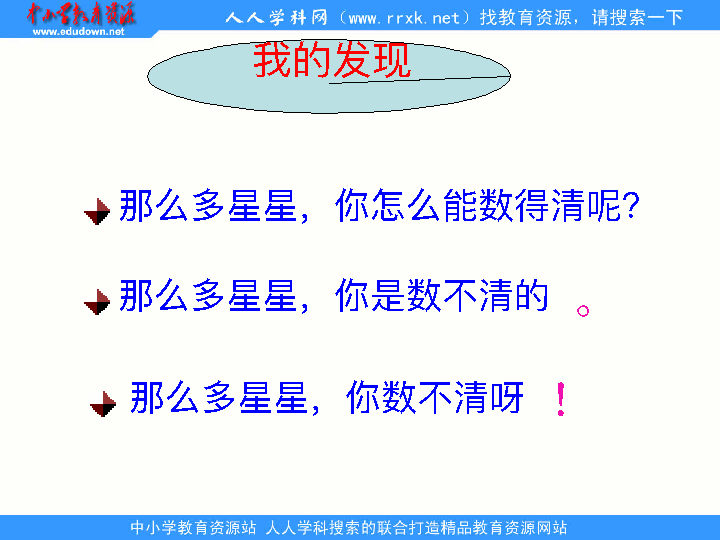 中小学教育资源
www.edudown.net
人人学科网（www.rrxk.net）找教育资源，请搜索一下
我的发现
那么多星星，你怎么能数得清呢?
那么多星星，你是数不清的 。
那么多星星，你数不清呀 ！
中小学教育资源站 人人学科搜索的联合打造精品教育资源网站